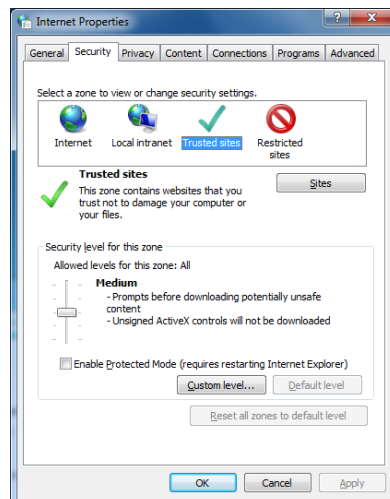 Internet Properties
General Security Privacy Content Connections Programs Advanced
Select a zone to view or change security settings.
Internet Local intranet Trusted sites Restricted sites
Trusted sites
This zone contains websites that you
trust not to damage your computer or
your files.
Sites
Security level for this zone
Allowed levels for this zone: All
Medium
- Prompts before downloading potentially unsafe
content
- Unsigned ActiveX controls will not be downloaded
Enable Protected Mode (requires restarting Internet Explorer)
Custom level... Default level
Reset all zones to default level
OK Cancel Apply